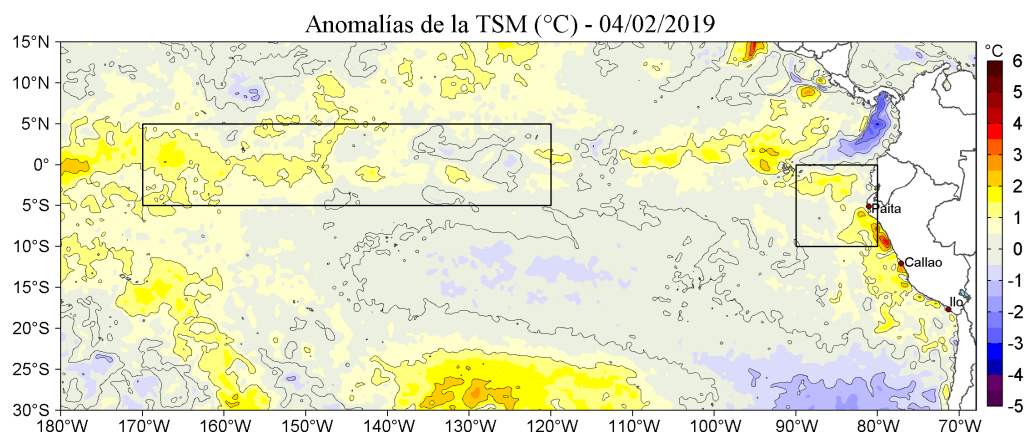 Anomalías de la TSM (°C) - 04/02/2019
15°N
10°N
5°N
0°
5°S
10°S
15°S
20°S
25°S
30°S
180°W
170°W
160°W
150°W
140°W
130°W
120°W
110°W
100°W
90°W
80°W
70°W
Paita
Callao
Ilo
°C
6
5
4
3
2
1
0
-1
-2
-3
-4
-5